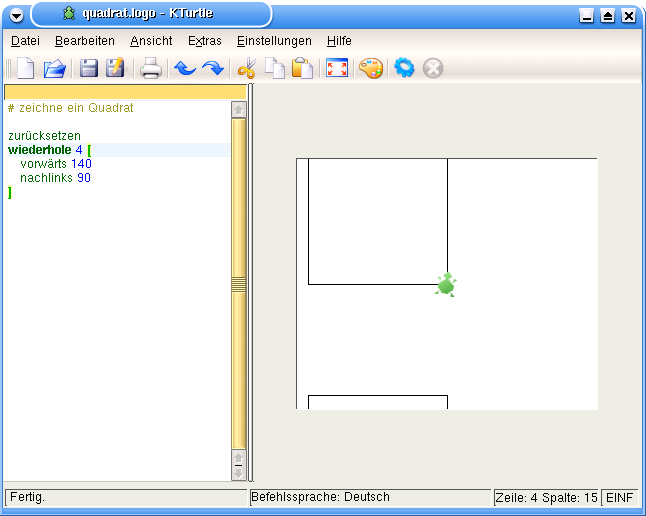 quadrat.logo - KTurtle
Datei Bearbeiten Ansicht Extras Einstellungen Hilfe
# zeichne ein Quadrat
zurücksetzen
wiederhole 4 [
vorwärts 140
nachlinks 90
]
Fertig. Befehlssprache: Deutsch Zeile: 4 Spalte: 15 EINF